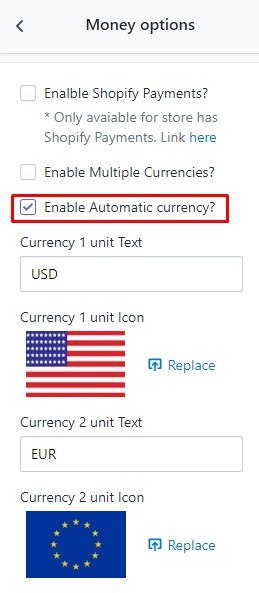 Money options
Enalble Shopify Payments?
* Only avaiable for store has
Shopify Payments. Link here
Enable Multiple Currencies?
Enable Automatic currency?
Currency 1 unit Text
USD
Currency 1 unit Icon
Replace
Currency 2 unit Text
EUR
Currency 2 unit Icon
Replace